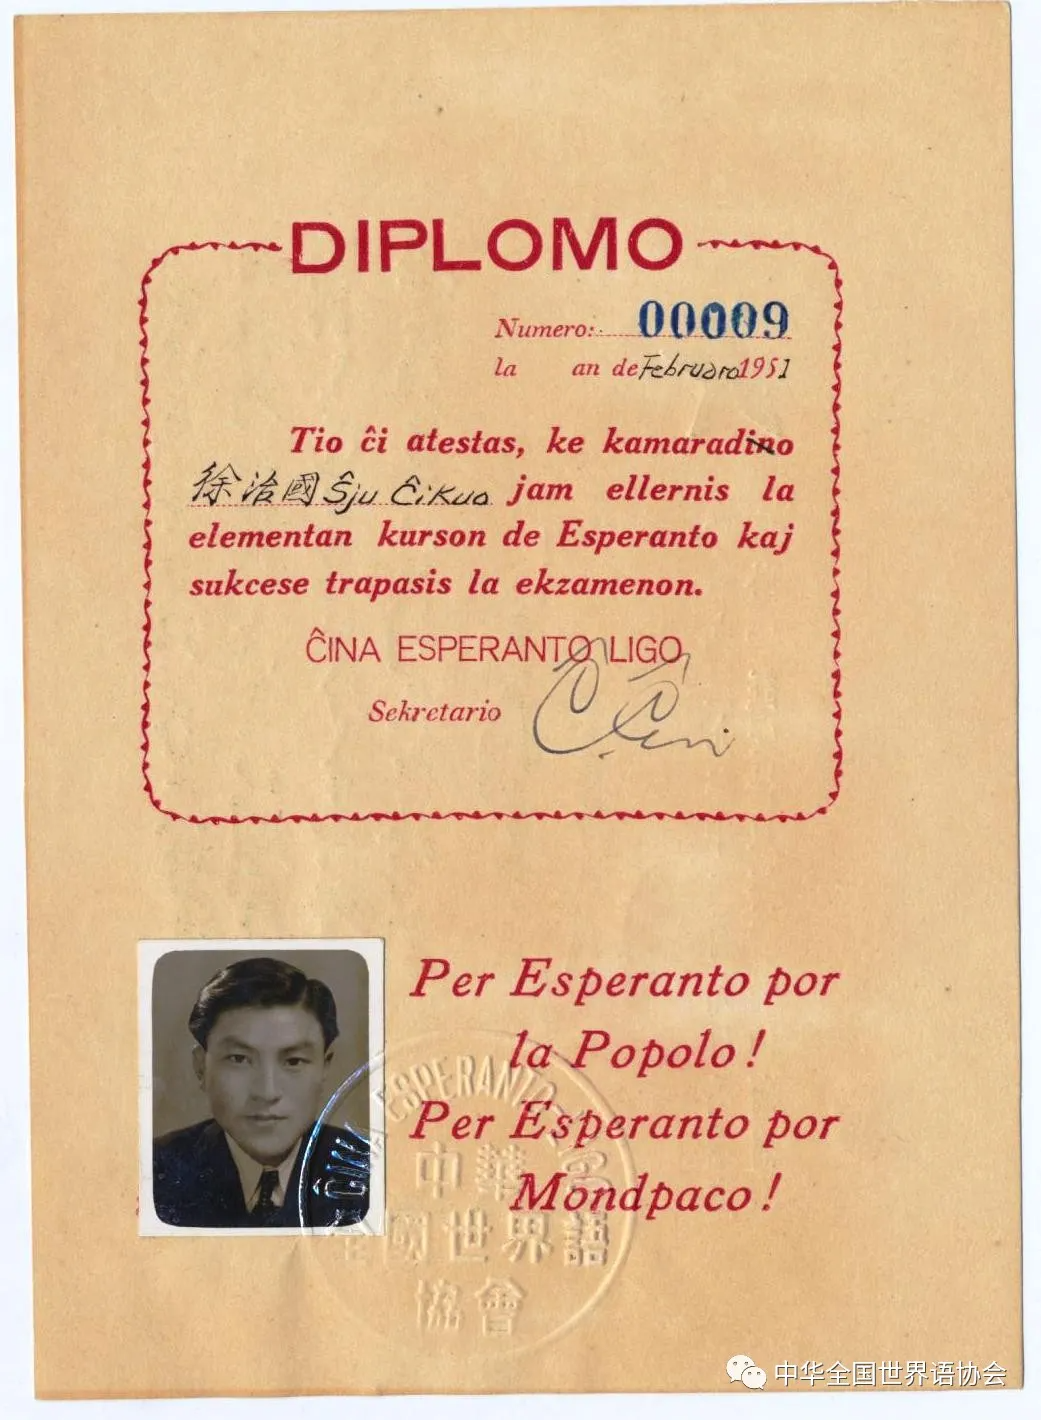 DIPLOMO
Numero: 00009
la an de Februaro 1951
Tio ĉi atestas, ke kamaradino
徐治國 Ŝju Ĉikuo jam ellernis la
elementan kurson de Esperanto kaj
sukcese trapasis la ekzamenon.
ĈINA ESPERANTO LIGO
Sekretario
Per Esperanto por
la Popolo!
Per Esperanto por
Mondpaco!
ĈINA ESPERANTO-LIGO
中華
全國世界語
協會
中华全国世界语协会